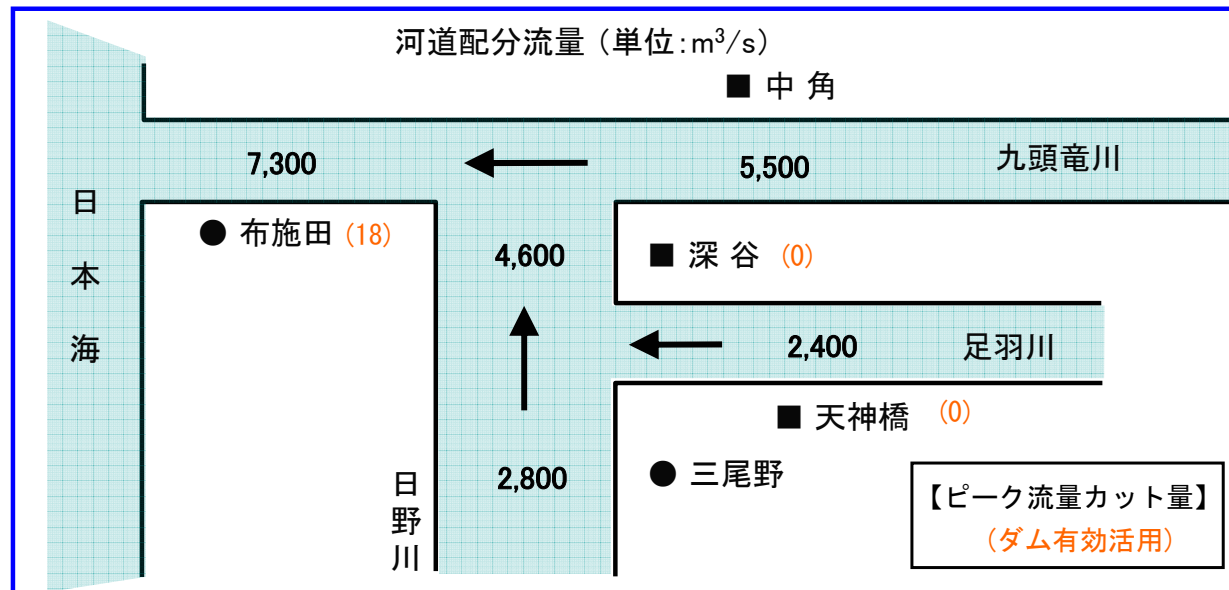 河道配分流量（単位：m³/s）
■ 中 角
7,300
5,500
九頭竜川
日本海
● 布施田 (18)
4,600
■ 深 谷 (0)
2,400
足羽川
■ 天神橋 (0)
2,800
● 三尾野
日野川
【ピーク流量カット量】
（ダム有効活用）